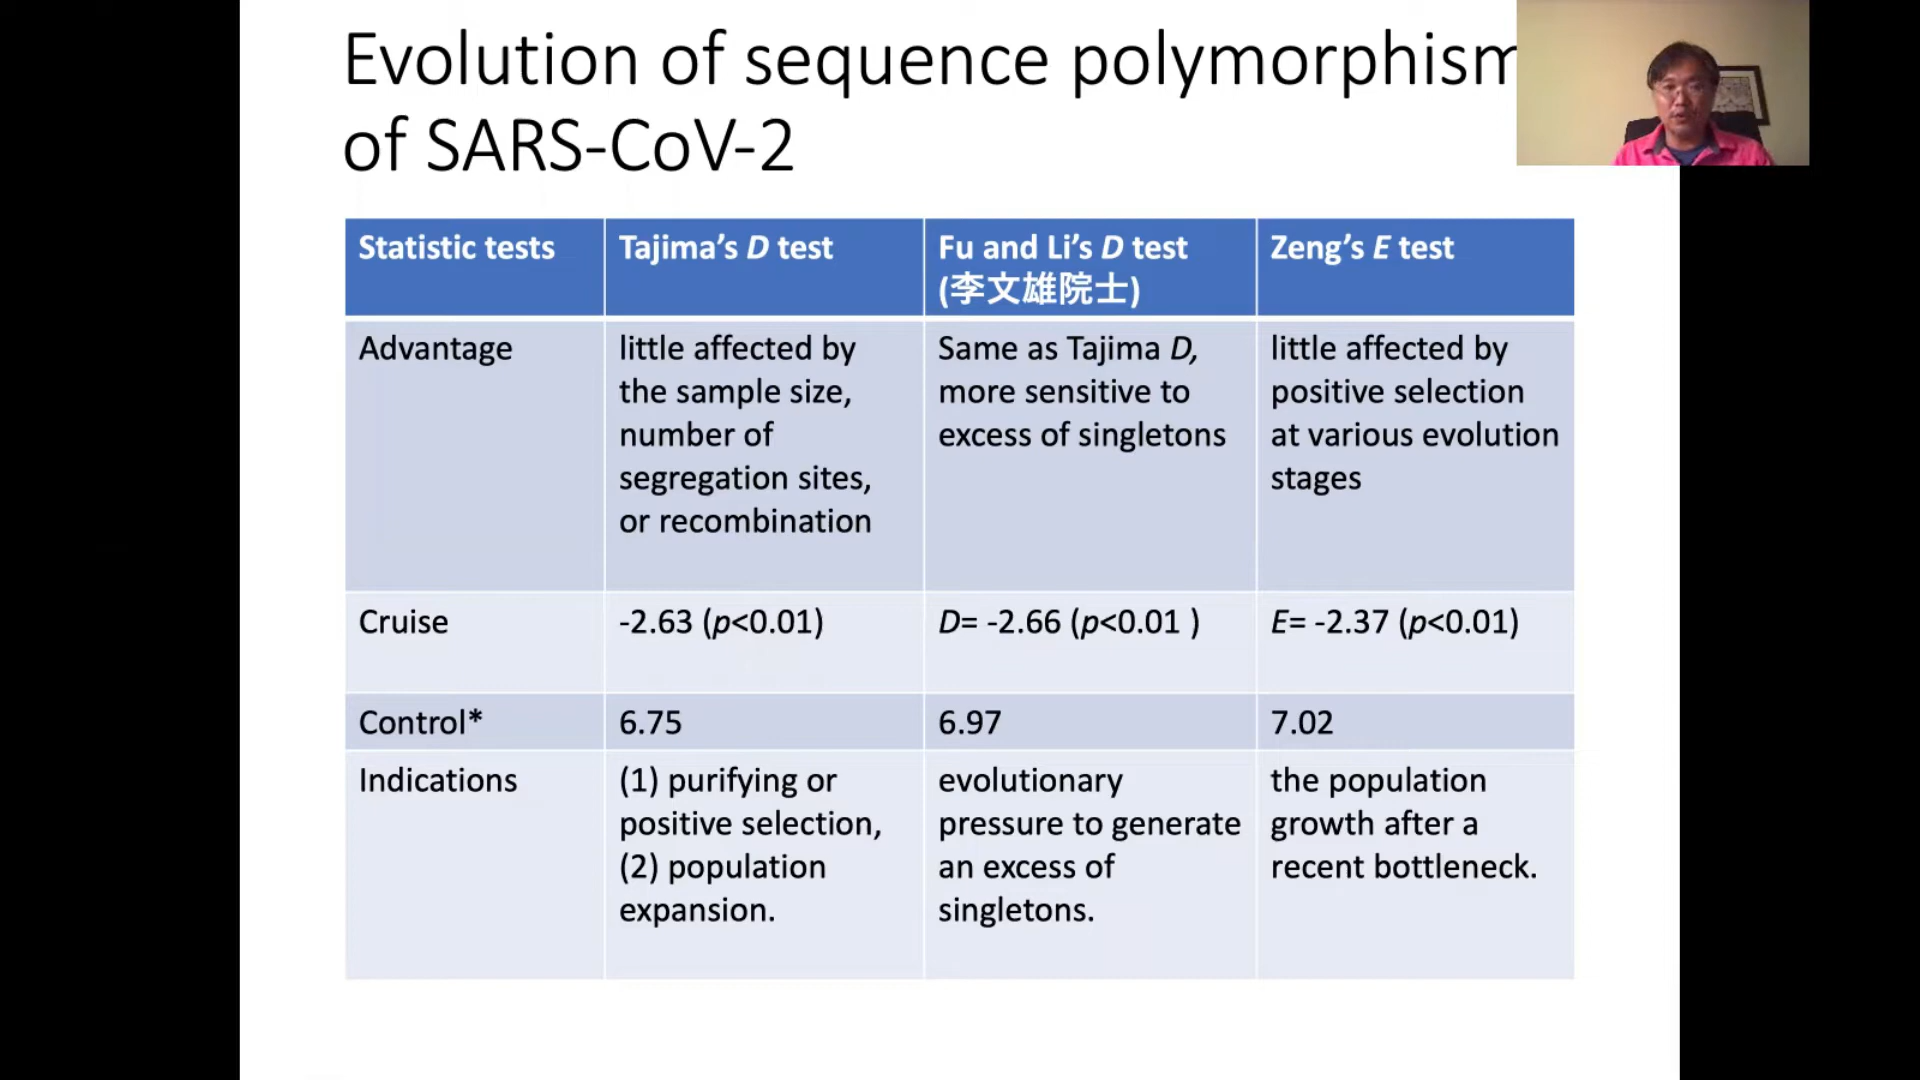 Evolution of sequence polymorphism
of SARS-CoV-2
Statistic tests
Tajima’s D test
Fu and Li’s D test
(李文雄院士)
Zeng’s E test
Advantage
little affected by
the sample size,
number of
segregation sites,
or recombination
Same as Tajima D,
more sensitive to
excess of singletons
little affected by
positive selection
at various evolution
stages
Cruise
-2.63 (p<0.01)
D= -2.66 (p<0.01 )
E= -2.37 (p<0.01)
Control*
6.75
6.97
7.02
Indications
(1) purifying or
positive selection,
(2) population
expansion.
evolutionary
pressure to generate
an excess of
singletons.
the population
growth after a
recent bottleneck.